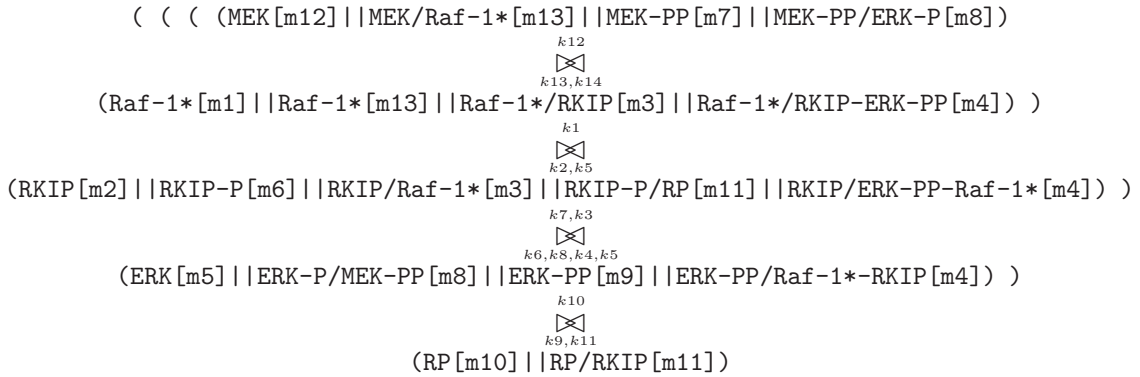 ( ( ( (MEK[m12]||MEK/Raf-1*[m13]||MEK-PP[m7]||MEK-PP/ERK-P[m8])
k12
⋈
k13,k14
(Raf-1*[m1]||Raf-1*[m13]||Raf-1*/RKIP[m3]||Raf-1*/RKIP-ERK-PP[m4]) )
k1
⋈
k2,k5
(RKIP[m2]||RKIP-P[m6]||RKIP/Raf-1*[m3]||RKIP-P/RP[m11]||RKIP/ERK-PP-Raf-1*[m4]) )
k7,k3
⋈
k6,k8,k4,k5
(ERK[m5]||ERK-P/MEK-PP[m8]||ERK-PP[m9]||ERK-PP/Raf-1*-RKIP[m4]) )
k10
⋈
k9,k11
(RP[m10]||RP/RKIP[m11])